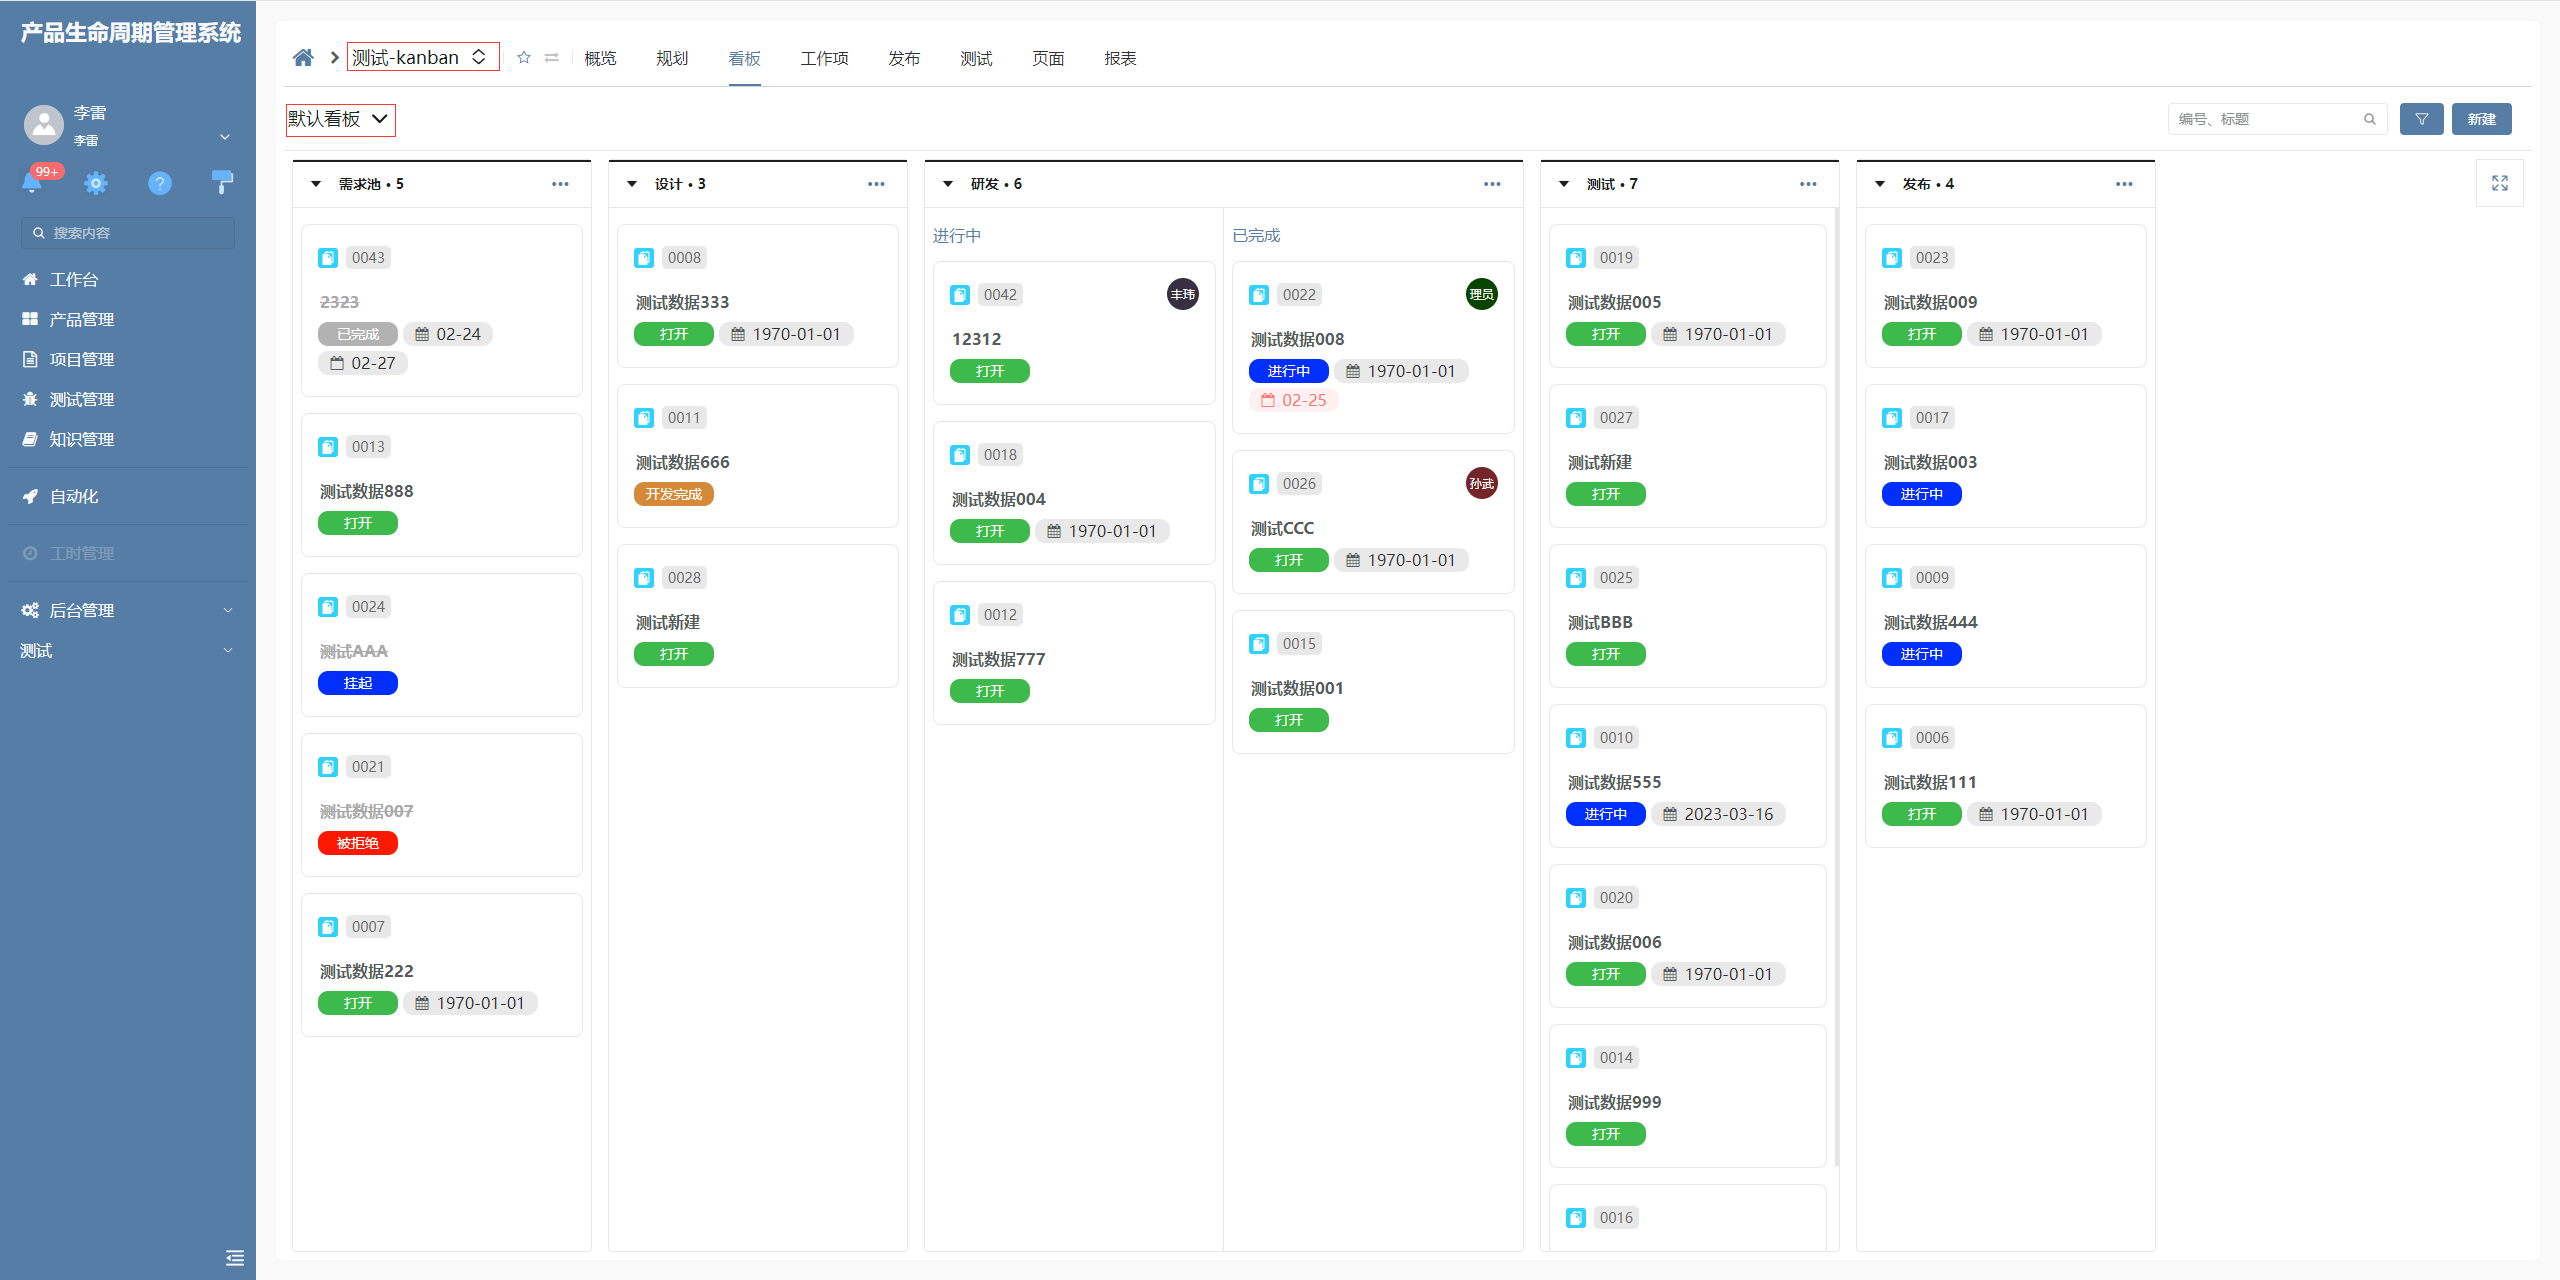 产品生命周期管理系统
李雷
李雷
99+
搜索内容
工作台
产品管理
项目管理
测试管理
知识管理
自动化
工时管理
后台管理
测试
测试-kanban
概览
规划
看板
工作项
发布
测试
页面
报表
默认看板
编号、标题
新建
需求池 • 5
0043
2323
已完成 02-24
02-27
0013
测试数据888
打开
0024
测试AAA
挂起
0021
测试数据007
被拒绝
0007
测试数据222
打开 1970-01-01
设计 • 3
0008
测试数据333
打开 1970-01-01
0011
测试数据666
开发完成
0028
测试新建
打开
研发 • 6
进行中
0042 丰玮
12312
打开
0018
测试数据004
打开 1970-01-01
0012
测试数据777
打开
已完成
0022 理员
测试数据008
进行中 1970-01-01
02-25
0026 孙武
测试CCC
打开 1970-01-01
0015
测试数据001
打开
测试 • 7
0019
测试数据005
打开 1970-01-01
0027
测试新建
打开
0025
测试BBB
打开
0010
测试数据555
进行中 2023-03-16
0020
测试数据006
打开 1970-01-01
0014
测试数据999
打开
0016
发布 • 4
0023
测试数据009
打开 1970-01-01
0017
测试数据003
进行中
0009
测试数据444
进行中
0006
测试数据111
打开 1970-01-01